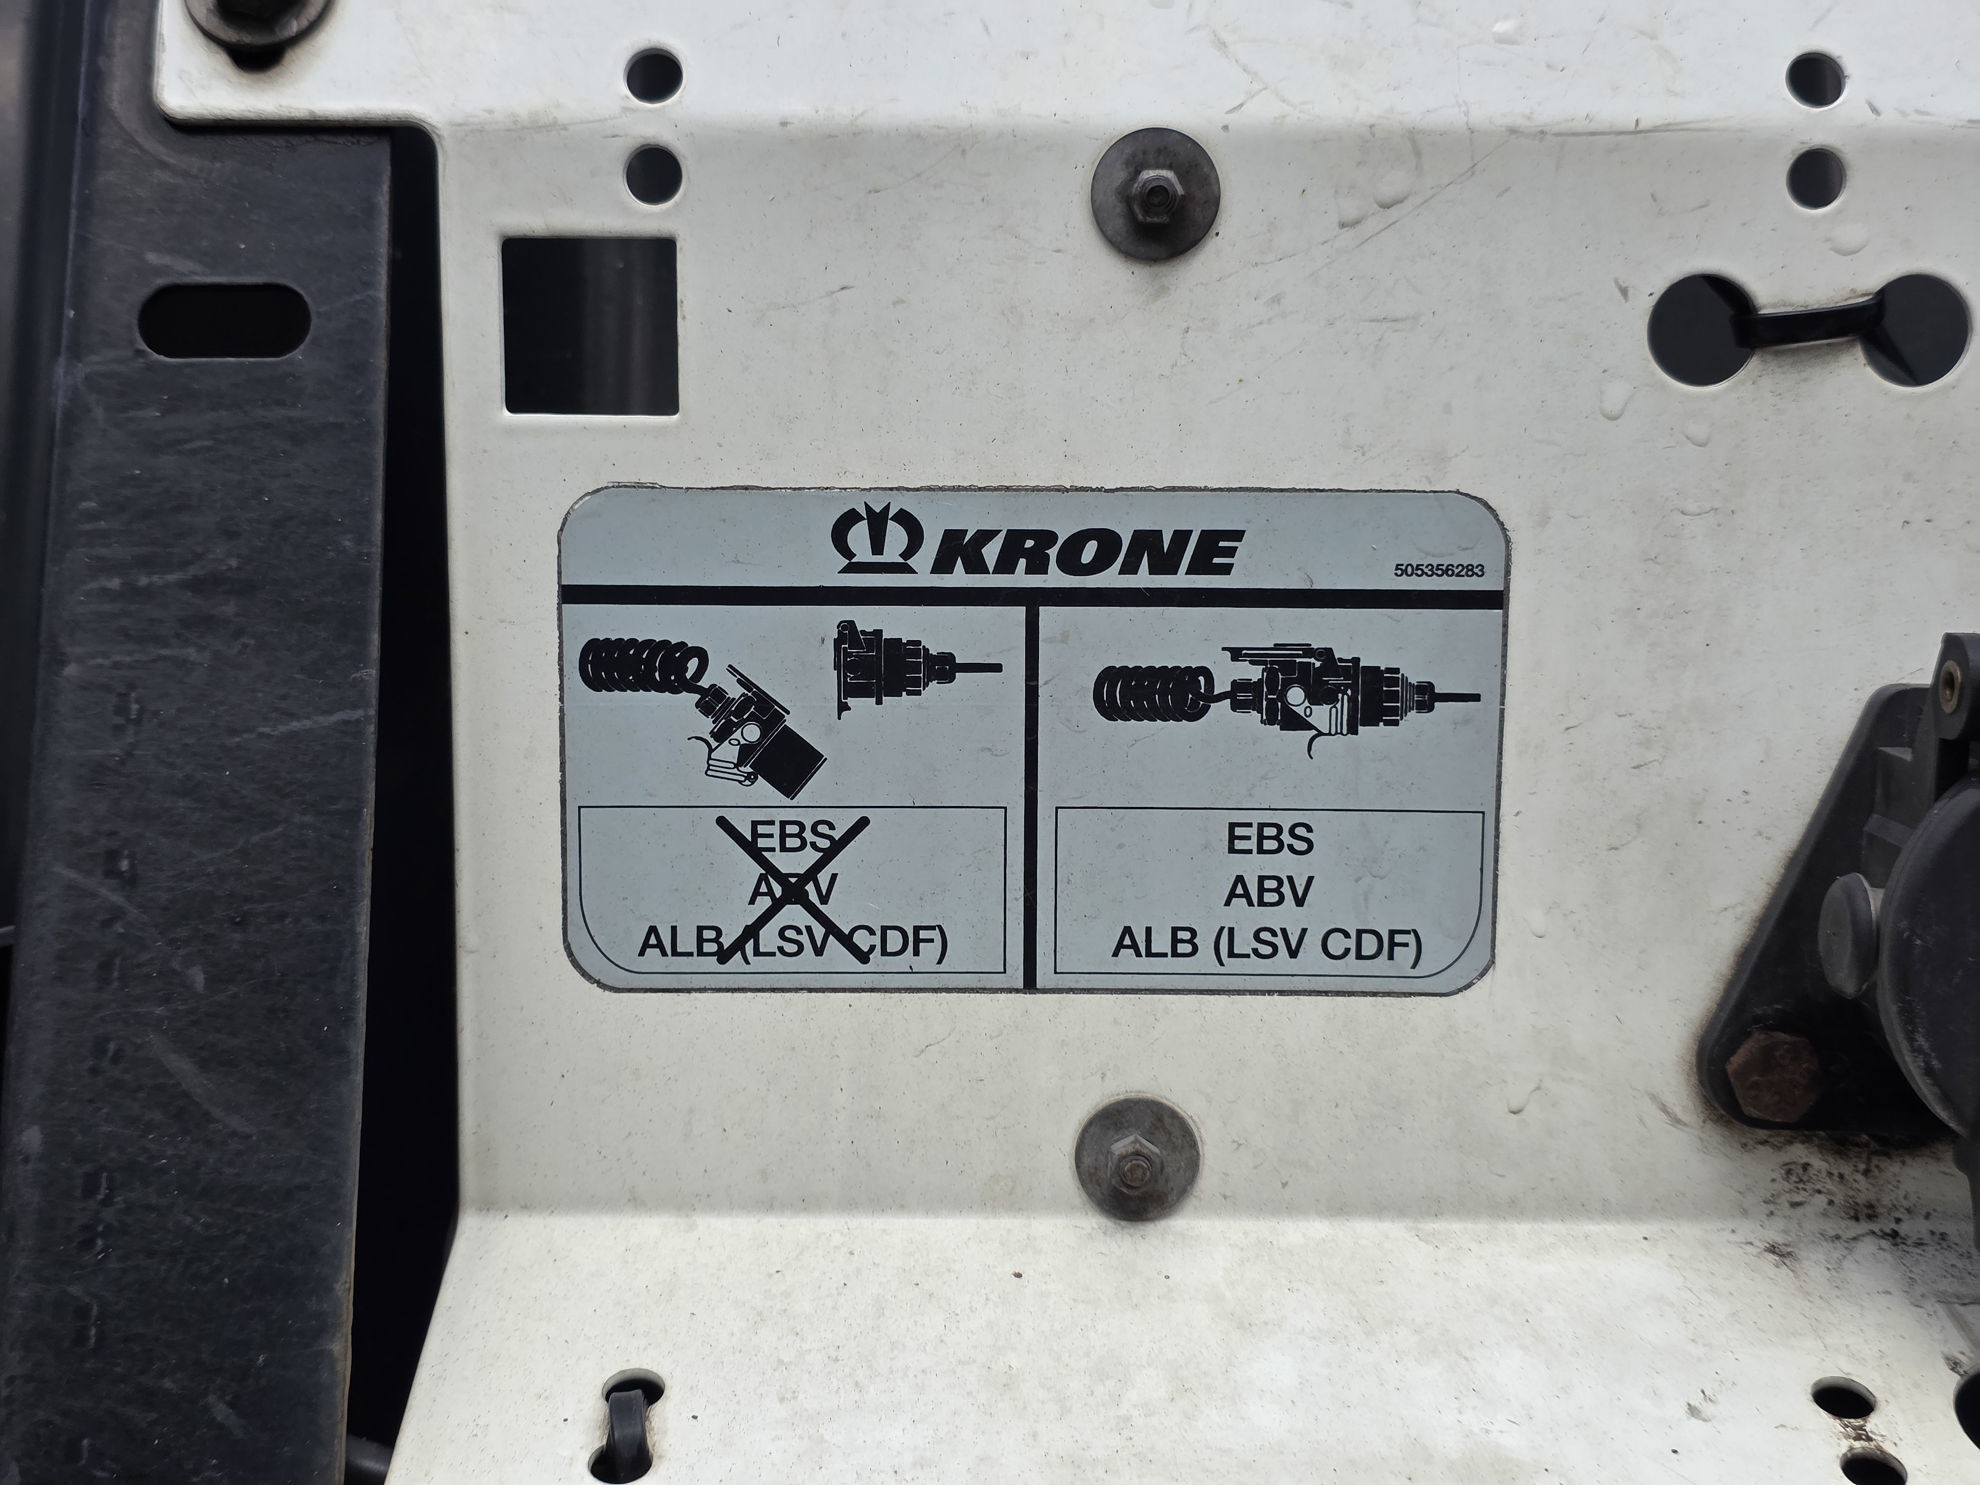 KRONE
505356283
EBS
ABV
ALB (LSV CDF)
EBS
ABV
ALB (LSV CDF)